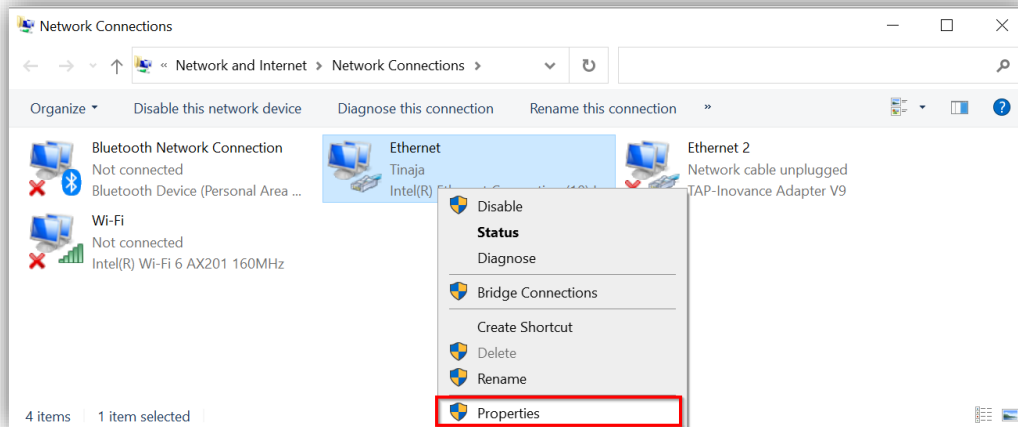 Network Connections
« Network and Internet > Network Connections >
Organize Disable this network device Diagnose this connection Rename this connection »
Bluetooth Network Connection
Not connected
Bluetooth Device (Personal Area ...
Ethernet
Tinaja
Intel(R)
Ethernet 2
Network cable unplugged
TAP-Inovance Adapter V9
Wi-Fi
Not connected
Intel(R) Wi-Fi 6 AX201 160MHz
Disable
Status
Diagnose
Bridge Connections
Create Shortcut
Delete
Rename
Properties
4 items 1 item selected